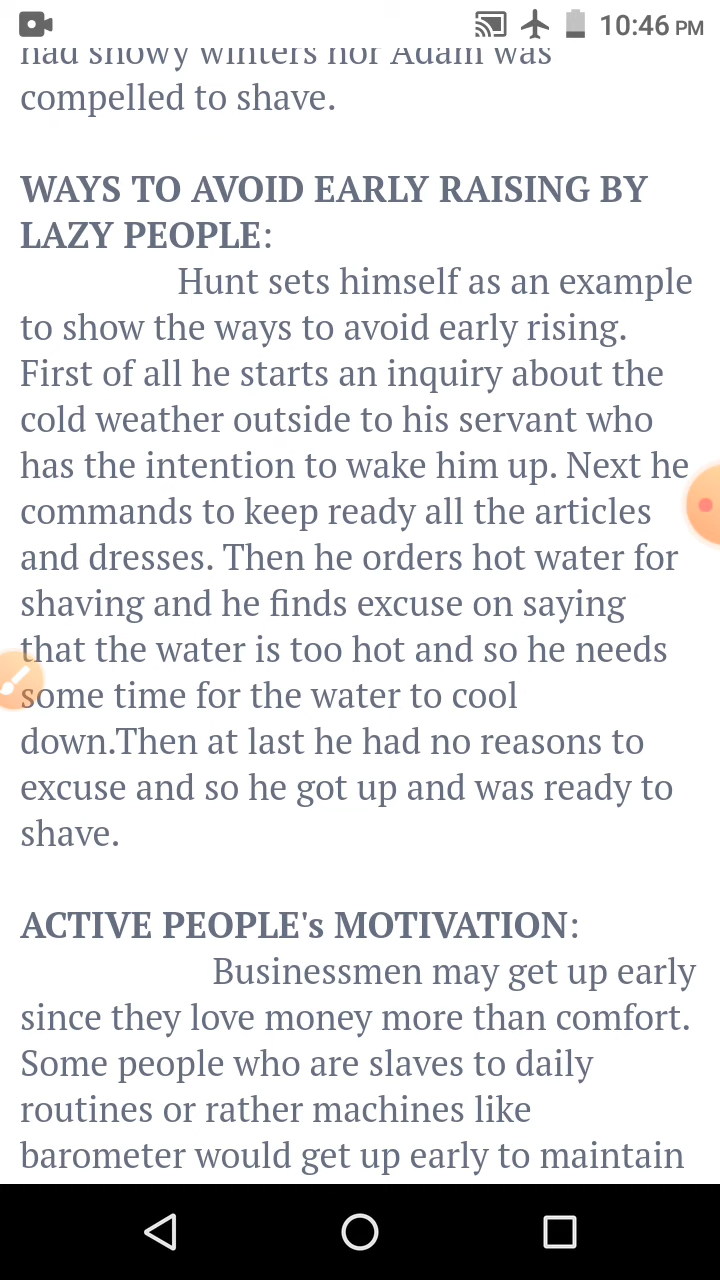 10:46 PM
had snowy winters nor Adam was
compelled to shave.
WAYS TO AVOID EARLY RAISING BY
LAZY PEOPLE:
Hunt sets himself as an example
to show the ways to avoid early rising.
First of all he starts an inquiry about the
cold weather outside to his servant who
has the intention to wake him up. Next he
commands to keep ready all the articles
and dresses. Then he orders hot water for
shaving and he finds excuse on saying
that the water is too hot and so he needs
some time for the water to cool
down.Then at last he had no reasons to
excuse and so he got up and was ready to
shave.
ACTIVE PEOPLE's MOTIVATION:
Businessmen may get up early
since they love money more than comfort.
Some people who are slaves to daily
routines or rather machines like
barometer would get up early to maintain